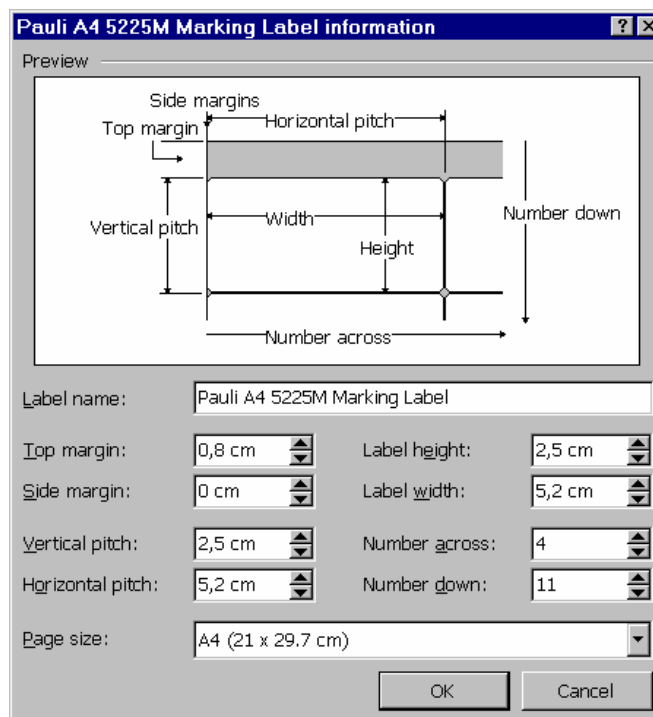 Pauli A4 5225M Marking Label information
Preview
Side margins
Horizontal pitch
Top margin
Number down
Width
Vertical pitch
Height
Number across
Label name: Pauli A4 5225M Marking Label
Top margin: 0,8 cm Label height: 2,5 cm
Side margin: 0 cm Label width: 5,2 cm
Vertical pitch: 2,5 cm Number across: 4
Horizontal pitch: 5,2 cm Number down: 11
Page size: A4 (21 x 29.7 cm)
OK Cancel